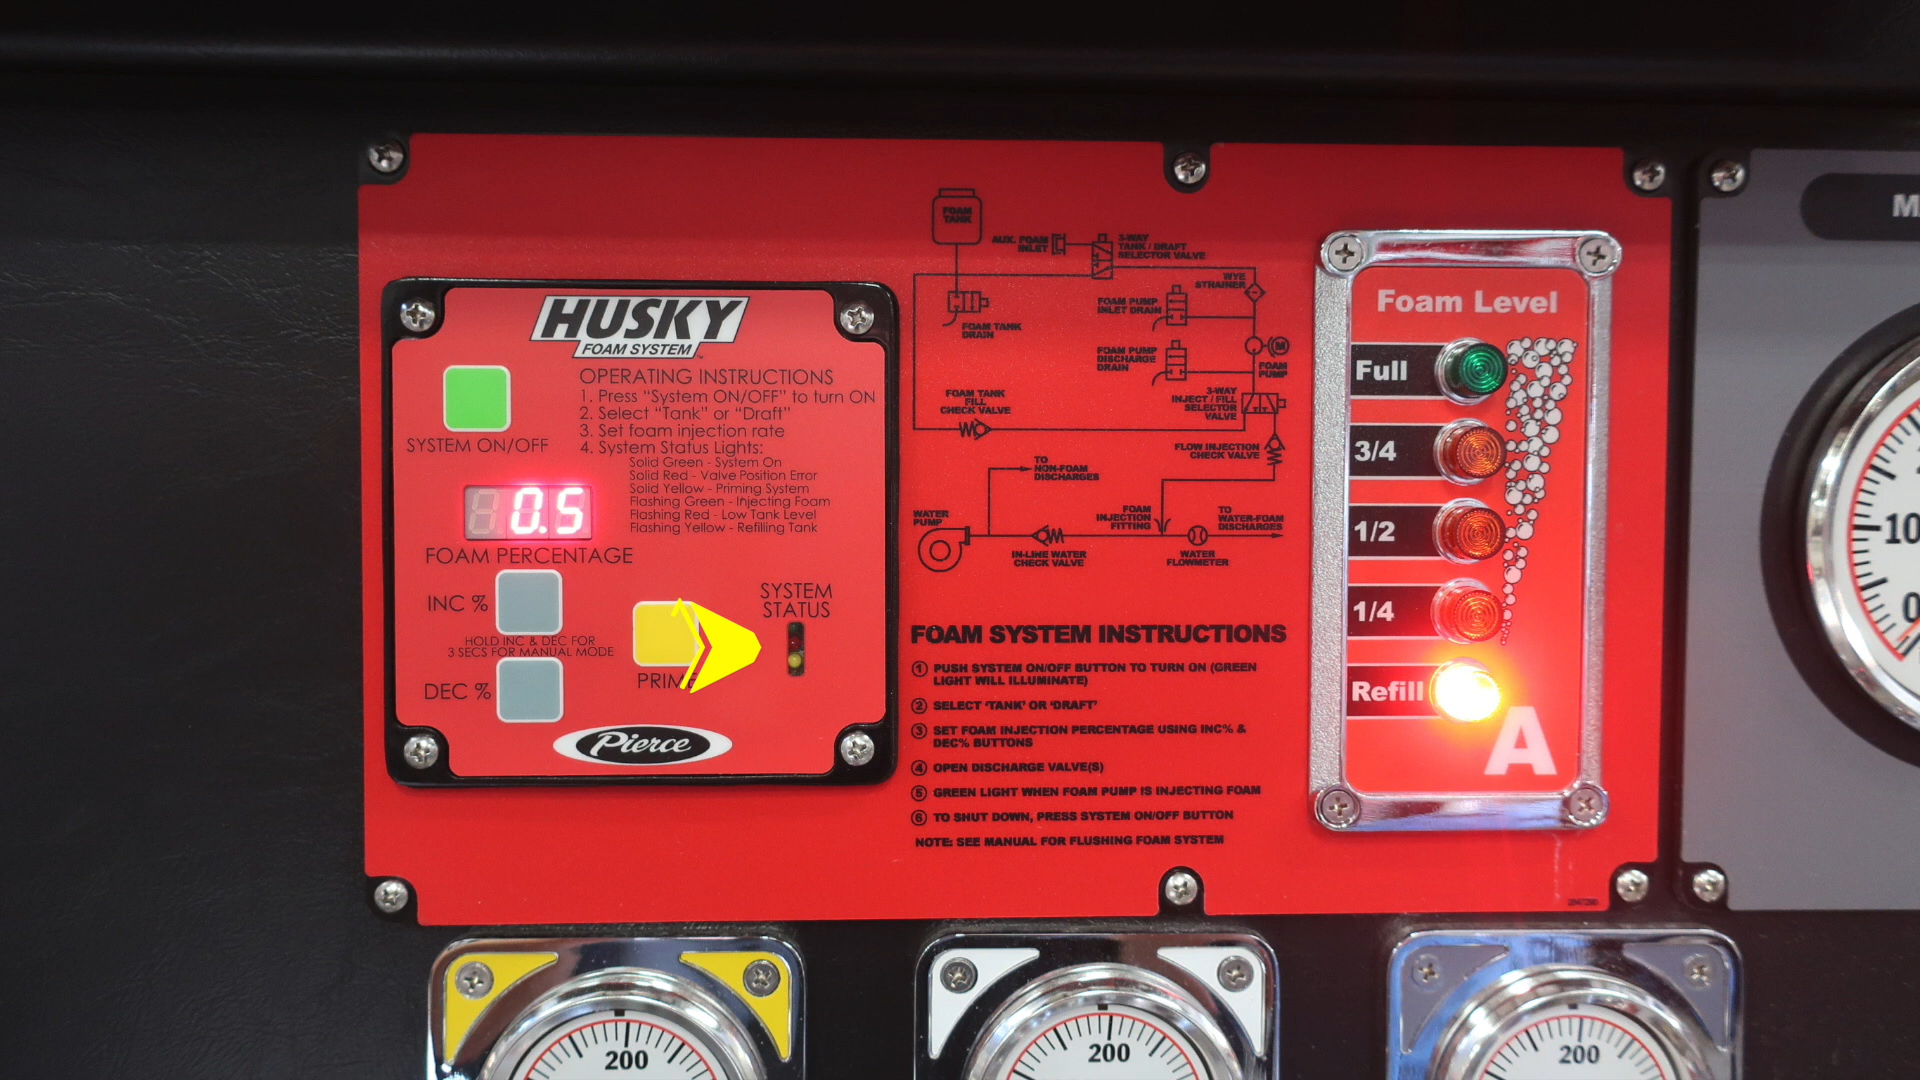 HUSKY
FOAM SYSTEM
OPERATING INSTRUCTIONS
1. Press “System ON/OFF” to turn ON
2. Select “Tank” or “Draft”
3. Set foam injection rate
4. System Status Lights:
Solid Green - System On
Solid Red - Valve Position Error
Solid Yellow - Priming System
Flashing Green - Injecting Foam
Flashing Red - Low Tank Level
Flashing Yellow - Refilling Tank
SYSTEM ON/OFF
0.5
FOAM PERCENTAGE
INC %
HOLD INC & DEC FOR
3 SECS FOR MANUAL MODE
DEC %
PRIME
SYSTEM
STATUS
Pierce
FOAM
TANK
AUX. FOAM
INLET
3-WAY
TANK / DRAFT
SELECTOR VALVE
WYE
STRAINER
FOAM TANK
DRAIN
FOAM PUMP
INLET DRAIN
FOAM PUMP
DISCHARGE
DRAIN
M
FOAM
PUMP
FOAM TANK
FILL
CHECK VALVE
3-WAY
INJECT / FILL
SELECTOR
VALVE
FLOW INJECTION
CHECK VALVE
TO
NON-FOAM
DISCHARGES
WATER
PUMP
FOAM
INJECTION
FITTING
TO
WATER-FOAM
DISCHARGES
IN-LINE WATER
CHECK VALVE
WATER
FLOWMETER
FOAM SYSTEM INSTRUCTIONS
1 PUSH SYSTEM ON/OFF BUTTON TO TURN ON (GREEN
LIGHT WILL ILLUMINATE)
2 SELECT ‘TANK’ OR ‘DRAFT’
3 SET FOAM INJECTION PERCENTAGE USING INC% &
DEC% BUTTONS
4 OPEN DISCHARGE VALVE(S)
5 GREEN LIGHT WHEN FOAM PUMP IS INJECTING FOAM
6 TO SHUT DOWN, PRESS SYSTEM ON/OFF BUTTON
NOTE: SEE MANUAL FOR FLUSHING FOAM SYSTEM
Foam Level
Full
3/4
1/2
1/4
Refill
A
200
200
200